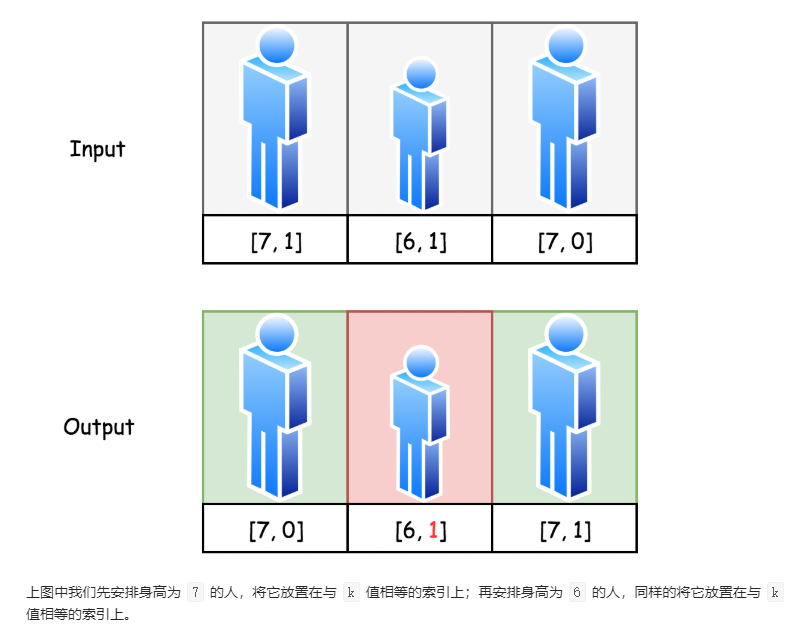 Input
[7, 1] [6, 1] [7, 0]
Output
[7, 0] [6, 1] [7, 1]
上图中我们先安排身高为 7 的人，将它放置在与 k 值相等的索引上；再安排身高为 6 的人，同样的将它放置在与 k
值相等的索引上。